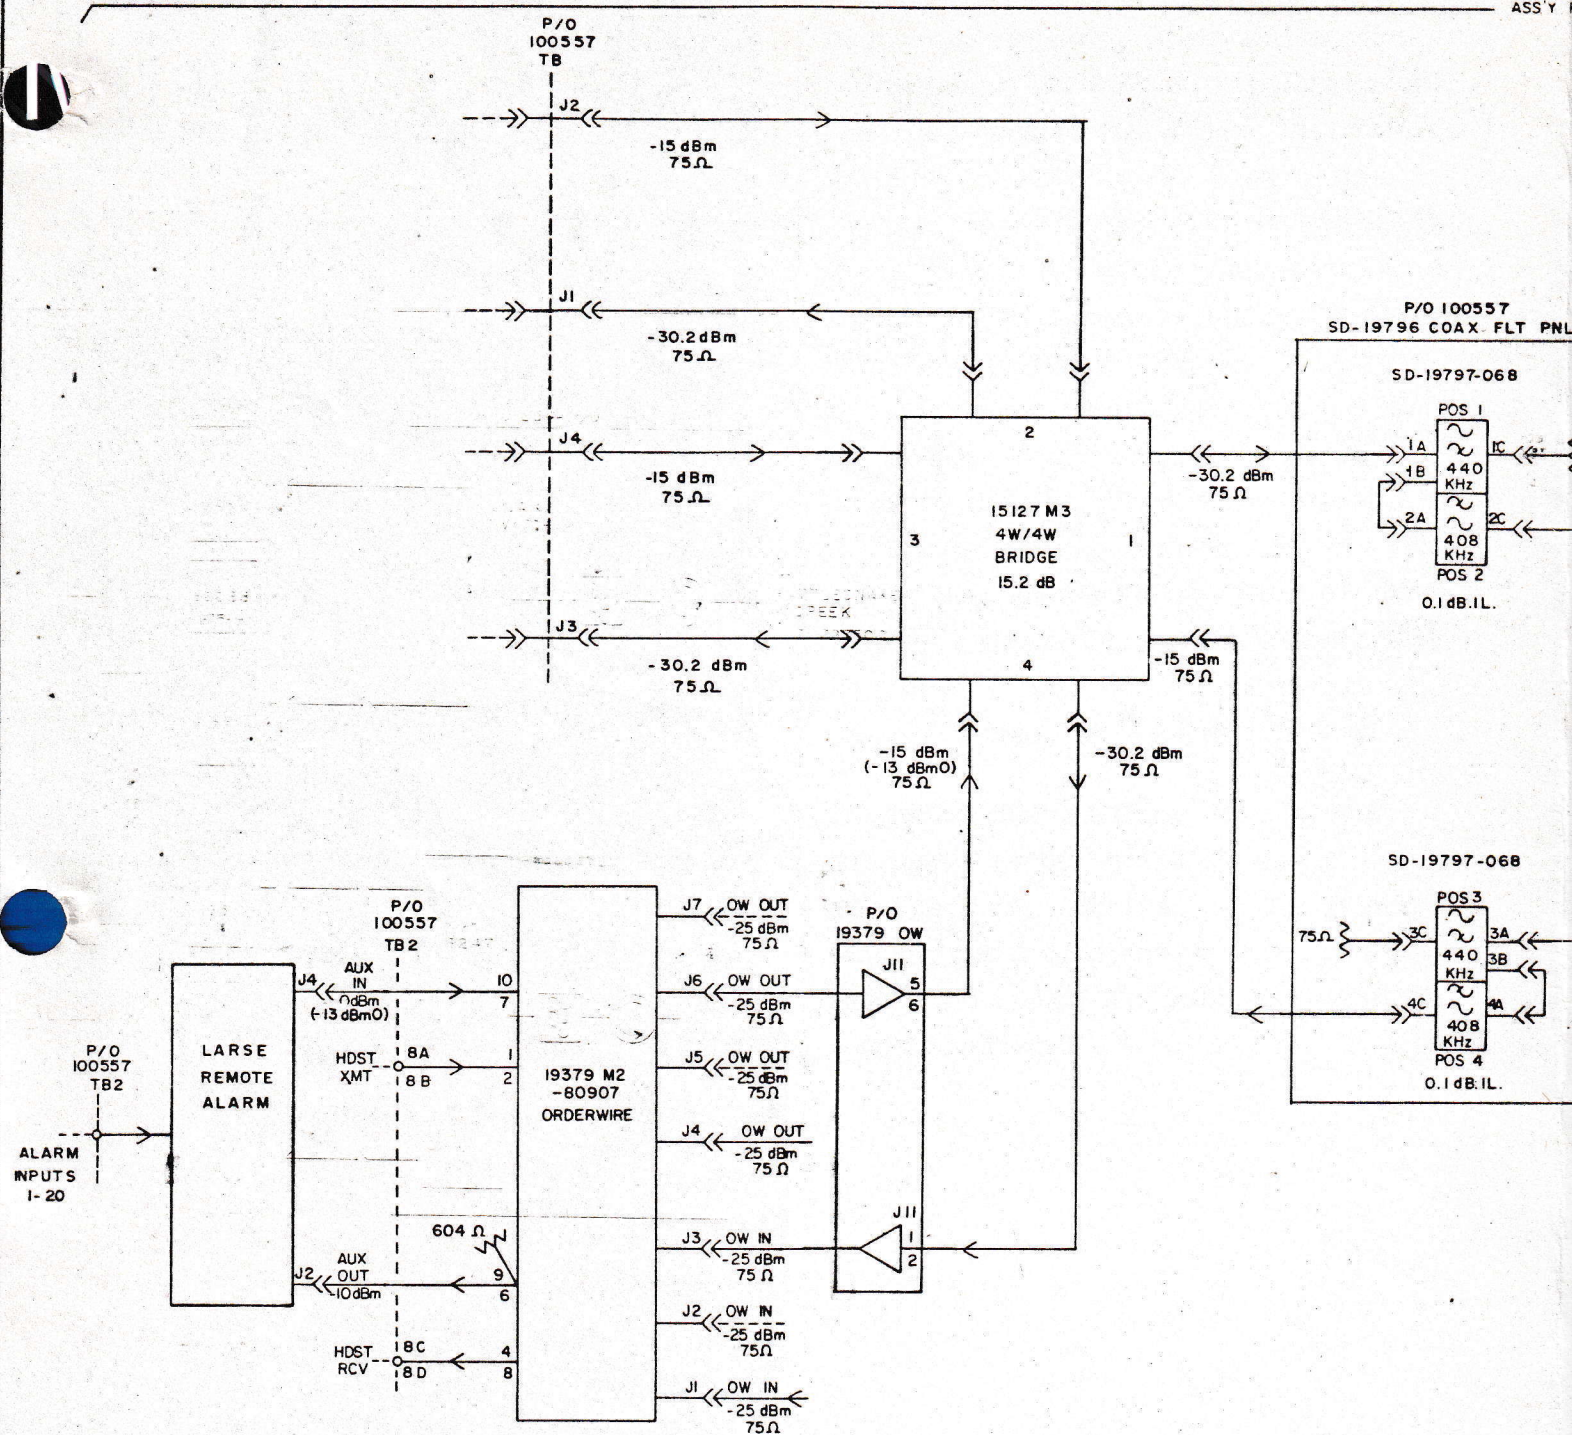 ASS'Y
P/O
100557
TB
J2
-15 dBm
75Ω
J1
-30.2 dBm
75Ω
J4
-15 dBm
75Ω
J3
-30.2 dBm
75Ω
2
15127 M3
4W/4W
BRIDGE
15.2 dB
3
1
4
-30.2 dBm
75Ω
-15 dBm
75Ω
-15 dBm
(-13 dBm0)
75Ω
-30.2 dBm
75Ω
P/O 100557
SD-19796 COAX FLT PNL
SD-19797-068
POS 1
1A
1C
1B
440
KHz
2A
2C
408
KHz
POS 2
0.1 dB.I.L.
SD-19797-068
POS 3
75Ω
3C
3A
440
KHz
3B
4C
4A
408
KHz
POS 4
0.1 dB.I.L.
P/O
100557
TB2
ALARM
INPUTS
1-20
LARSE
REMOTE
ALARM
J4
AUX
IN
0dBm
(-13 dBm0)
J2
AUX
OUT
-10dBm
P/O
100557
TB2
HDST
XMT
8A
8B
HDST
RCV
8C
8D
604 Ω
10
7
1
2
9
6
4
8
19379 M2
-80907
ORDERWIRE
J7
OW OUT
-25 dBm
75Ω
J6
OW OUT
-25 dBm
75Ω
J5
OW OUT
-25 dBm
75Ω
J4
OW OUT
-25 dBm
75Ω
J3
OW IN
-25 dBm
75Ω
J2
OW IN
-25 dBm
75Ω
J1
OW IN
-25 dBm
75Ω
P/O
19379 OW
J11
5
6
J11
1
2